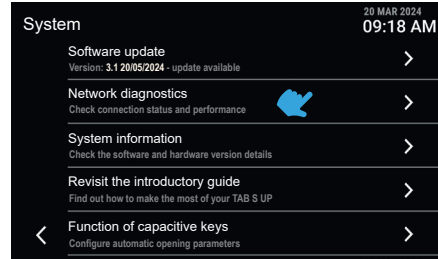 System
20 MAR 2024
09:18 AM
Software update
Version: 3.1 20/05/2024 - update available
Network diagnostics
Check connection status and performance
System information
Check the software and hardware version details
Revisit the introductory guide
Find out how to make the most of your TAB S UP
Function of capacitive keys
Configure automatic opening parameters